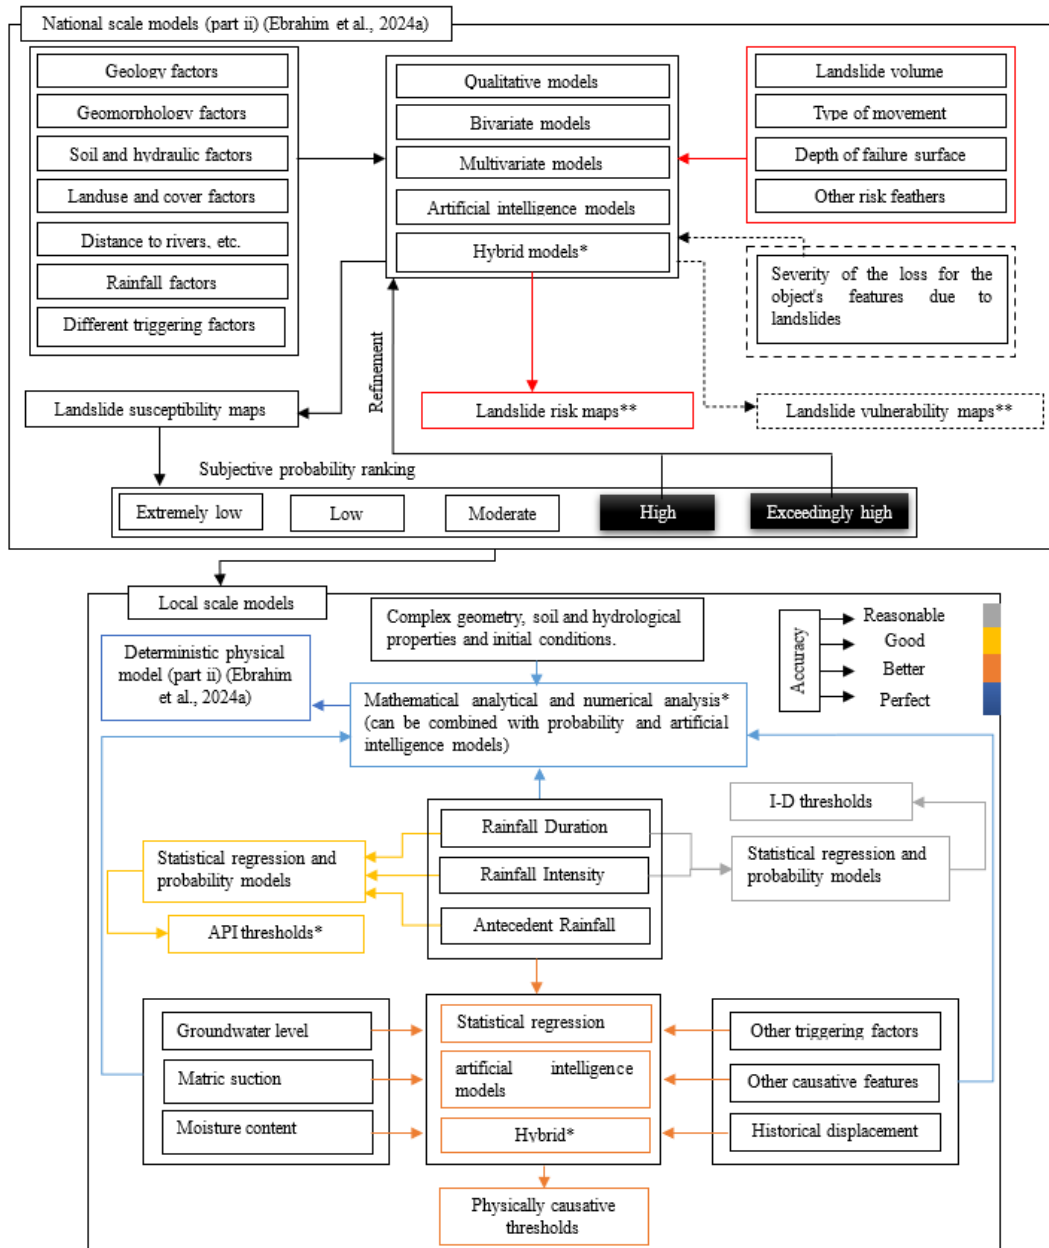 National scale models (part ii) (Ebrahim et al., 2024a)
Geology factors
Geomorphology factors
Soil and hydraulic factors
Landuse and cover factors
Distance to rivers, etc.
Rainfall factors
Different triggering factors
Qualitative models
Bivariate models
Multivariate models
Artificial intelligence models
Hybrid models*
Landslide volume
Type of movement
Depth of failure surface
Other risk feathers
Severity of the loss for the
object's features due to
landslides
Refinement
Landslide susceptibility maps
Landslide risk maps**
Landslide vulnerability maps**
Subjective probability ranking
Extremely low
Low
Moderate
High
Exceedingly high
Local scale models
Complex geometry, soil and hydrological
properties and initial conditions.
Accuracy
Reasonable
Good
Better
Perfect
Deterministic physical
model (part ii) (Ebrahim
et al., 2024a)
Mathematical analytical and numerical analysis*
(can be combined with probability and artificial
intelligence models)
I-D thresholds
Rainfall Duration
Rainfall Intensity
Antecedent Rainfall
Statistical regression and
probability models
Statistical regression and
probability models
API thresholds*
Groundwater level
Matric suction
Moisture content
Statistical regression
artificial intelligence
models
Hybrid*
Other triggering factors
Other causative features
Historical displacement
Physically causative
thresholds